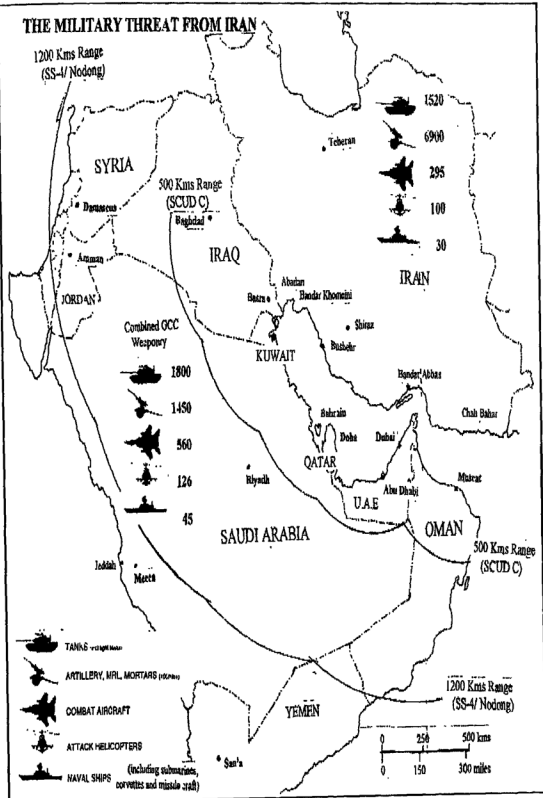 THE MILITARY THREAT FROM IRAN
1200 Kms Range
(SS-4/ Nodong)
SYRIA
Damascus
Amman
JORDAN
500 Kms Range
(SCUD C)
Baghdad
IRAQ
Teheran
1520
6900
295
100
30
IRAN
Abadan
Bandar Khomeini
Basra
KUWAIT
Shiraz
Bushehr
Bandar Abbas
Chah Bahar
Combined GCC
Weaponry
1800
1450
560
126
45
Bahrain
Doha
Dubai
QATAR
Riyadh
Abu Dhabi
U.A.E
Muscat
OMAN
SAUDI ARABIA
500 Kms Range
(SCUD C)
Jeddah
Mecca
1200 Kms Range
(SS-4/ Nodong)
YEMEN
San'a
TANKS
ARTILLERY, MRL, MORTARS
COMBAT AIRCRAFT
ATTACK HELICOPTERS
NAVAL SHIPS
(including submarines,
corvettes and missile craft)
0 250 500 kms
0 150 300 miles